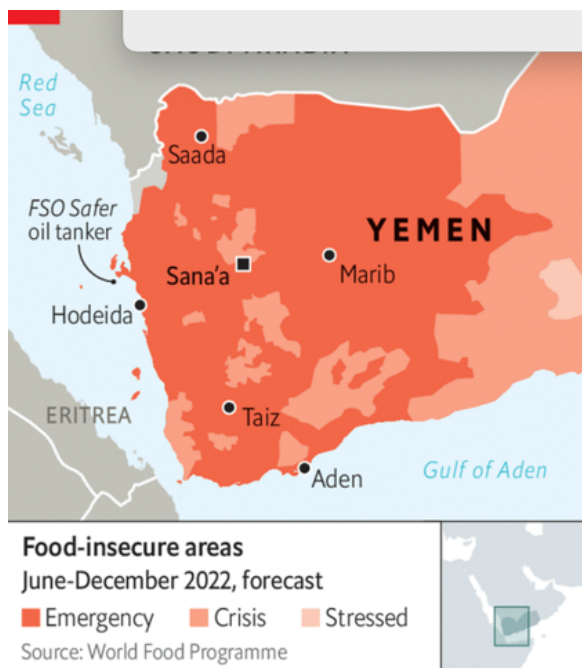 Red
Sea
Saada
FSO Safer
oil tanker
YEMEN
Sana'a
Marib
Hodeida
ERITREA
Taiz
Aden
Gulf of Aden
Food-insecure areas
June-December 2022, forecast
Emergency
Crisis
Stressed
Source: World Food Programme